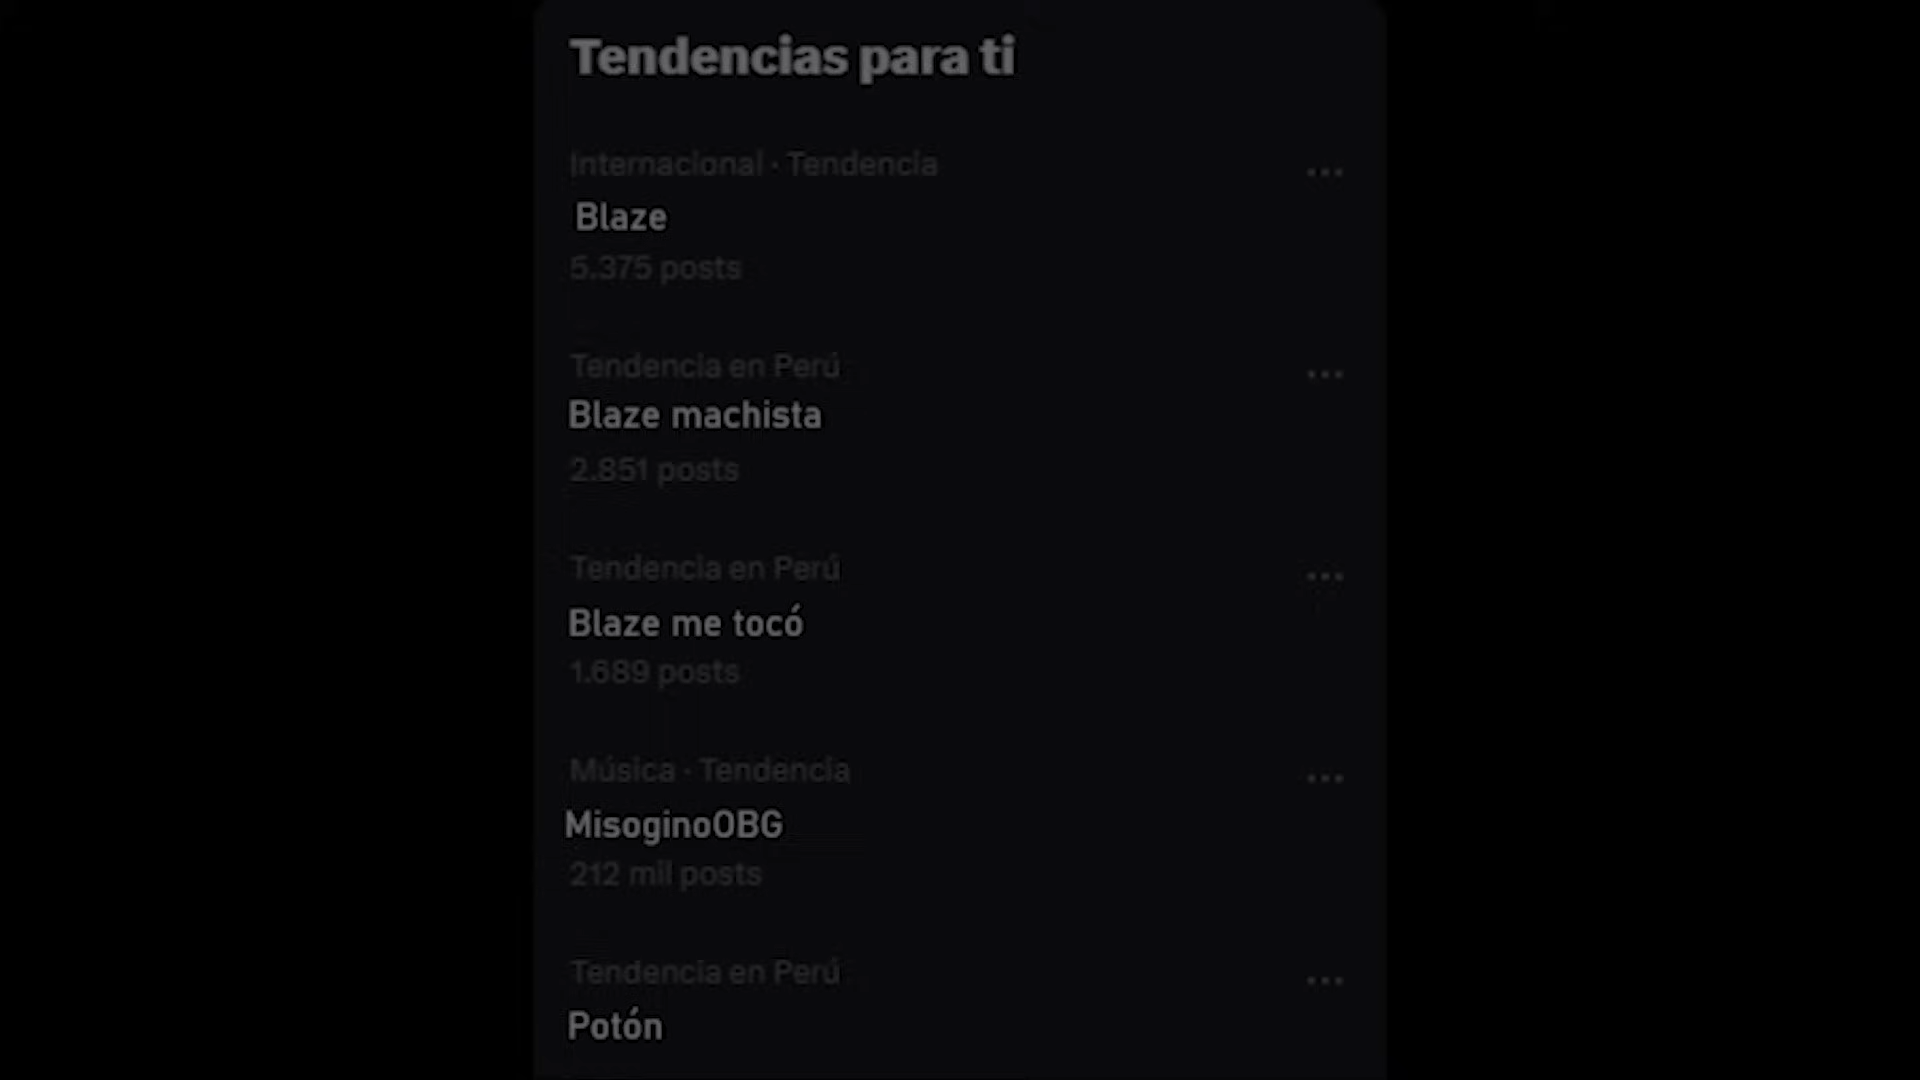 Tendencias para ti
Internacional · Tendencia
Blaze
5.375 posts
Tendencia en Perú
Blaze machista
2.851 posts
Tendencia en Perú
Blaze me tocó
1.689 posts
Música · Tendencia
MisoginoOBG
212 mil posts
Tendencia en Perú
Potón